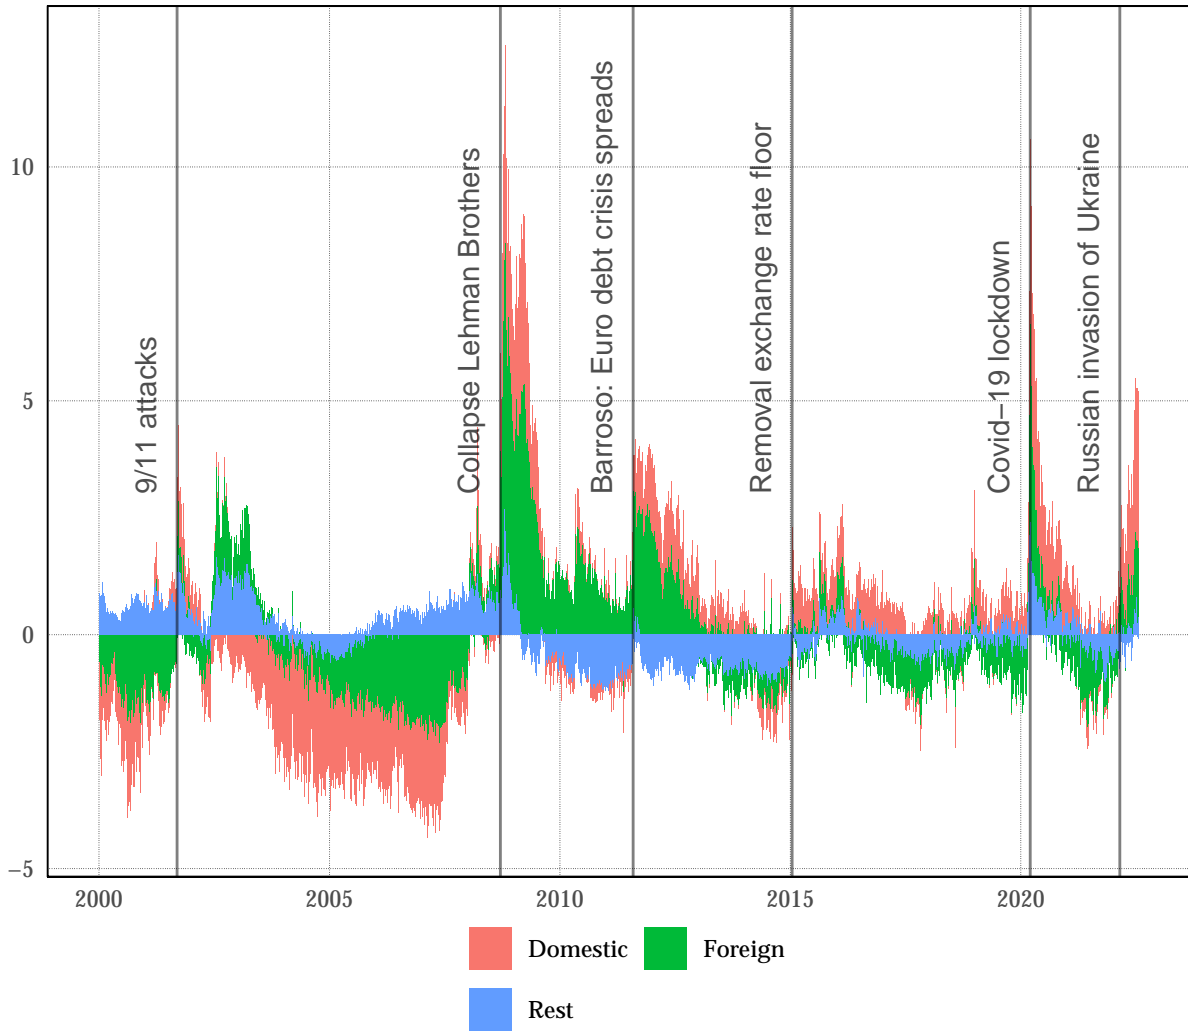 10
5
0
−5
9/11 attacks
Collapse Lehman Brothers
Barroso: Euro debt crisis spreads
Removal exchange rate floor
Covid−19 lockdown
Russian invasion of Ukraine
2000 2005 2010 2015 2020
Domestic Foreign
Rest